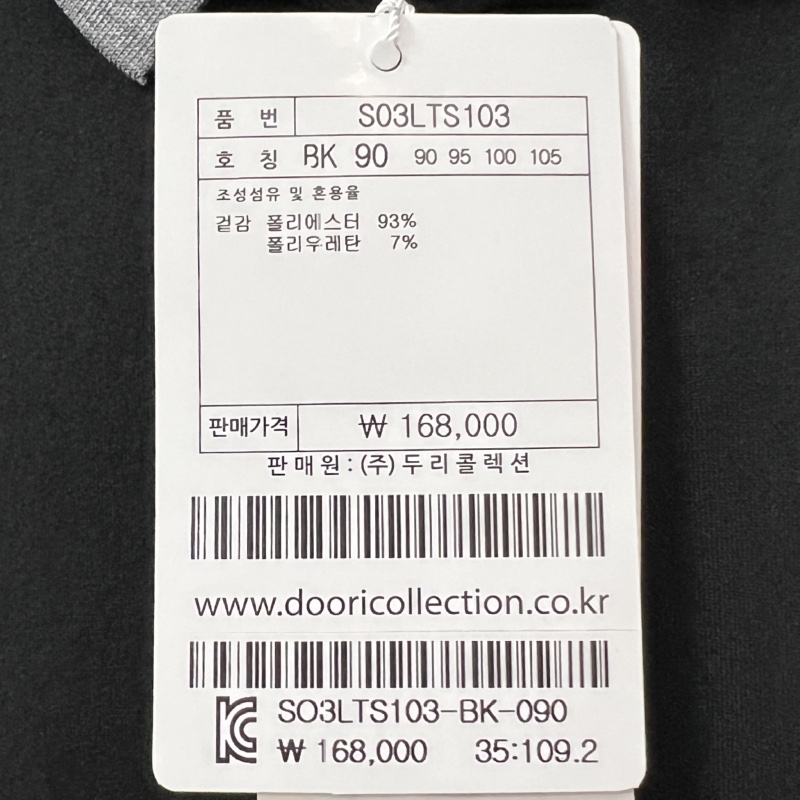 품 번 S03LTS103
호 칭 BK 90 90 95 100 105
조성섬유 및 혼용율
겉감 폴리에스터 93%
폴리우레탄 7%
판매가격 ₩ 168,000
판매원 : (주)두리콜렉션
www.dooricollection.co.kr
KC SO3LTS103-BK-090
₩ 168,000 35:109.2